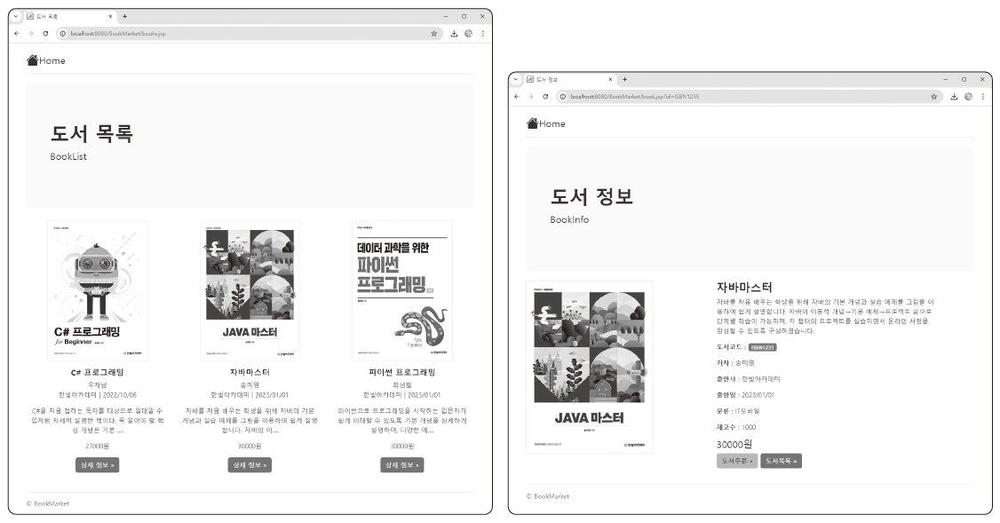 도서 목록
localhost:8080/BookMarket/books.jsp
Home
도서 목록
BookList
C# 프로그래밍
for Beginner
JAVA 마스터
데이터 과학을 위한
파이썬
프로그래밍
Python
Programming
C# 프로그래밍
우재남
한빛아카데미 | 2022/10/06
C#을 처음 접하는 독자를 대상으로 일대일 수
업처럼 자세히 설명한 책이다. 꼭 알아야 할 핵
심 개념은 기본 ...
27000원
상세 정보 »
자바마스터
송미영
한빛아카데미 | 2023/01/01
자바를 처음 배우는 학생을 위해 자바의 기본
개념과 실습 예제를 그림을 이용하여 쉽게 설명
합니다. 자바의 이...
30000원
상세 정보 »
파이썬 프로그래밍
최성철
한빛아카데미 | 2023/01/01
파이썬으로 프로그래밍을 시작하는 입문자가
쉽게 이해할 수 있도록 기본 개념을 상세하게
설명하며, 다양한 예...
30000원
상세 정보 »
© BookMarket
도서 정보
localhost:8080/BookMarket/book.jsp?id=ISBN1235
Home
도서 정보
BookInfo
JAVA 마스터
자바마스터
자바를 처음 배우는 학생을 위해 자바의 기본 개념과 실습 예제를 그림을 이
용하여 쉽게 설명합니다. 자바의 이론적 개념→기본 예제→프로젝트 순으로
단계별 학습이 가능하며, 각 챕터의 프로젝트를 실습하면서 온라인 서점을
완성할 수 있도록 구성하였습니다.
도서코드 : ISBN1235
저자 : 송미영
출판사 : 한빛아카데미
출판일 : 2023/01/01
분류 : IT모바일
재고수 : 1000
30000원
도서주문 »
도서목록 »
© BookMarket